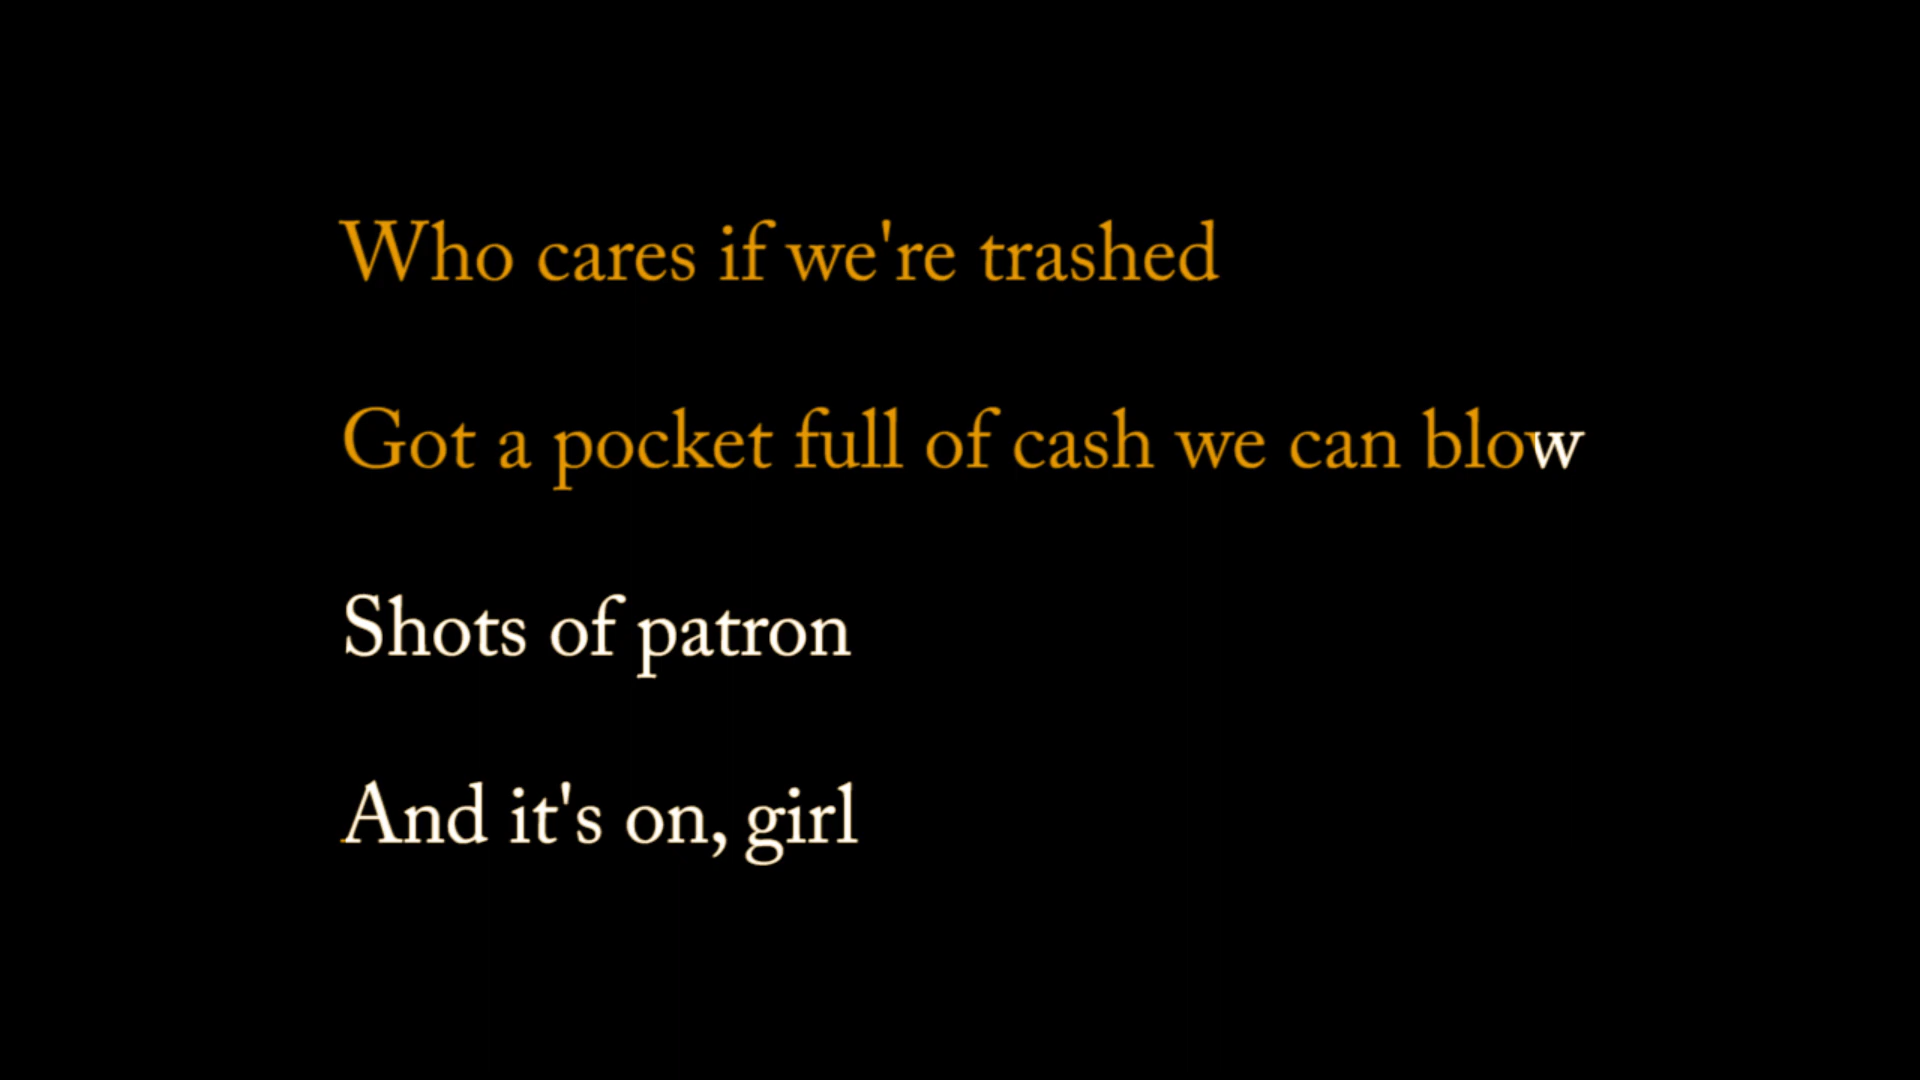 Who cares if we're trashed
Got a pocket full of cash we can blow
Shots of patron
And it's on, girl